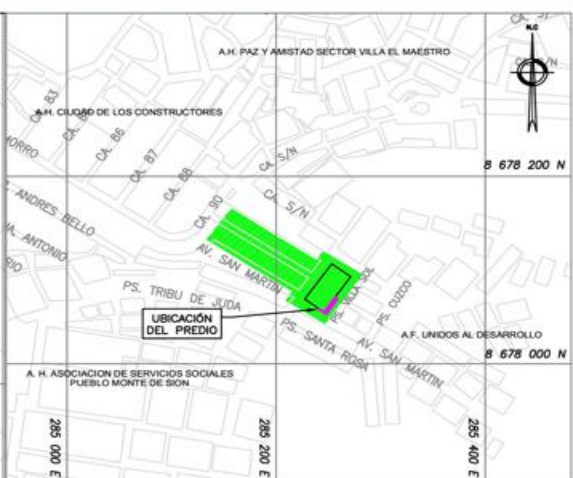 N.C
A.H. PAZ Y AMISTAD SECTOR VILLA EL MAESTRO
A.H. CIUDAD DE LOS CONSTRUCTORES
CA. 83
CA. 86
CA. 87
CA. 88
CA. 90
CA. S/N
CA. S/N
8 678 200 N
ANDRES BELLO
ANTONIO
AV. SAN MARTIN
PS. TRIBU DE JUDA
UBICACIÓN
DEL PREDIO
PS. VILLA SOL
PS. CUZCO
PS. SANTA ROSA
AV. SAN MARTIN
A.F. UNIDOS AL DESARROLLO
8 678 000 N
A. H. ASOCIACION DE SERVICIOS SOCIALES
PUEBLO MONTE DE SION
285 000 E
285 200 E
285 400 E